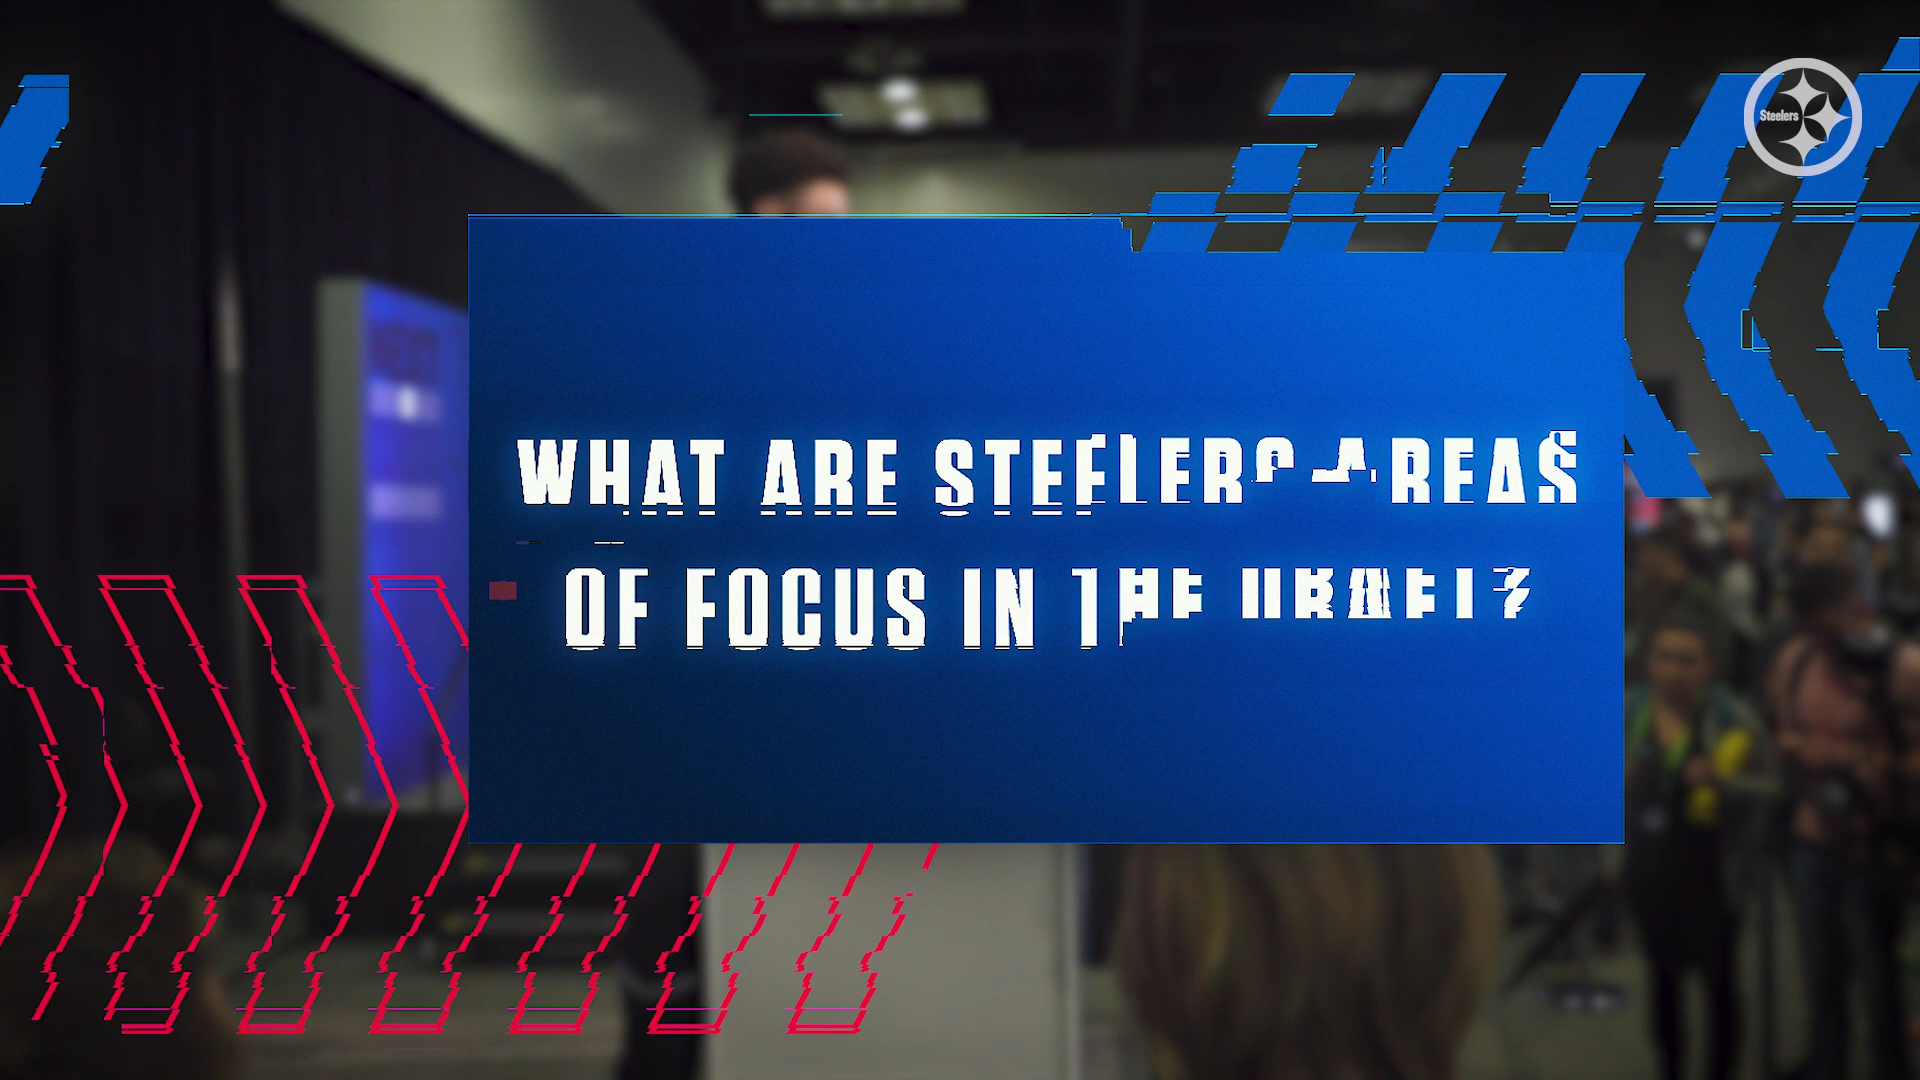 Steelers
WHAT ARE STEELERS AREAS
OF FOCUS IN THE DRAFT?